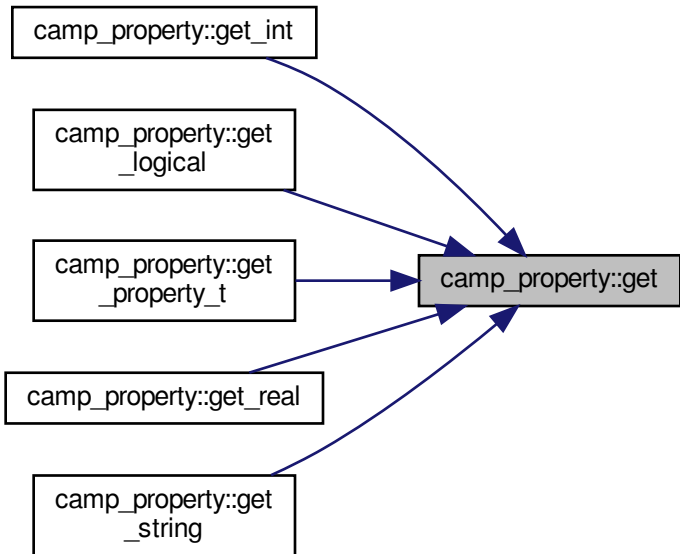 camp_property::get_int
camp_property::get
_logical
camp_property::get
_property_t
camp_property::get
camp_property::get_real
camp_property::get
_string